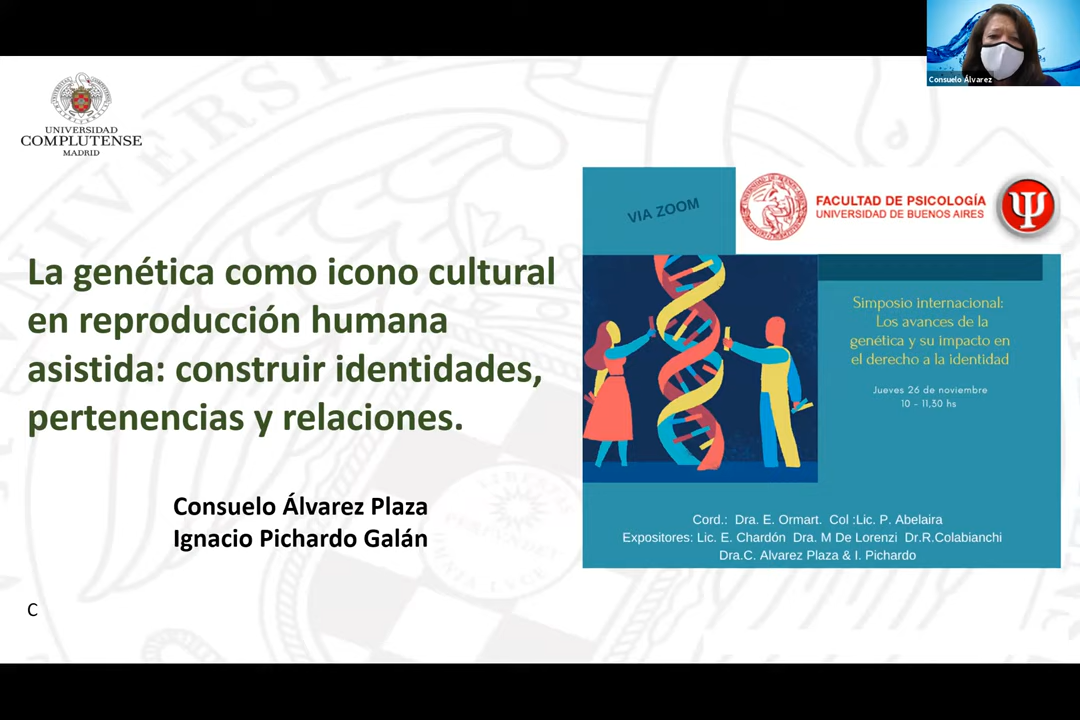 Consuelo Álvarez
UNIVERSIDAD
COMPLUTENSE
MADRID
La genética como icono cultural
en reproducción humana
asistida: construir identidades,
pertenencias y relaciones.
Consuelo Álvarez Plaza
Ignacio Pichardo Galán
C
VIA ZOOM
FACULTAD DE PSICOLOGÍA
UNIVERSIDAD DE BUENOS AIRES
Simposio internacional:
Los avances de la
genética y su impacto en
el derecho a la identidad
Jueves 26 de noviembre
10 - 11,30 hs
Cord.: Dra. E. Ormart. Col :Lic. P. Abelaira
Expositores: Lic. E. Chardón Dra. M De Lorenzi Dr.R.Colabianchi
Dra.C. Alvarez Plaza & I. Pichardo